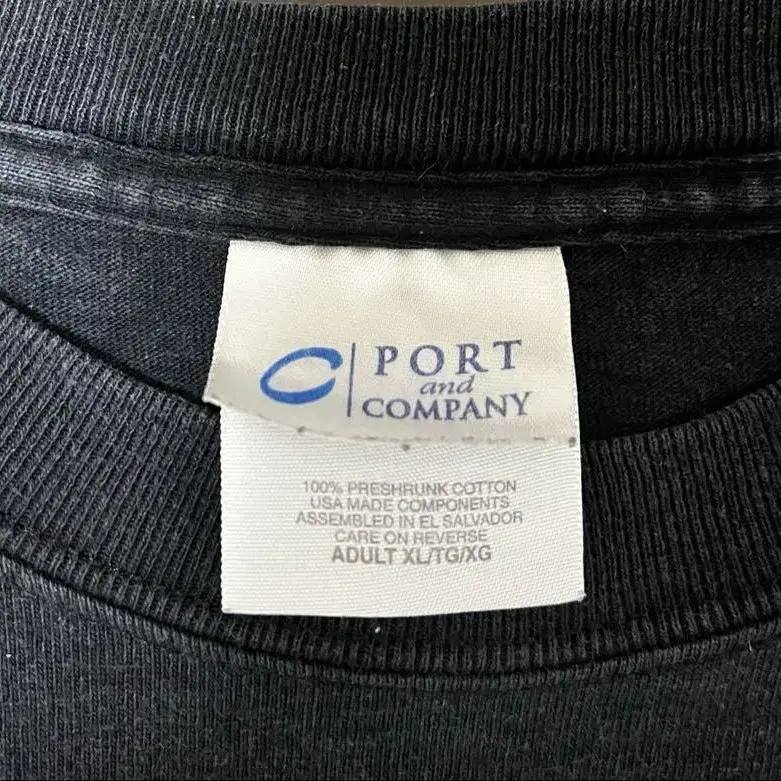 PORT
and
COMPANY
100% PRESHRUNK COTTON
USA MADE COMPONENTS
ASSEMBLED IN EL SALVADOR
CARE ON REVERSE
ADULT XL/TG/XG